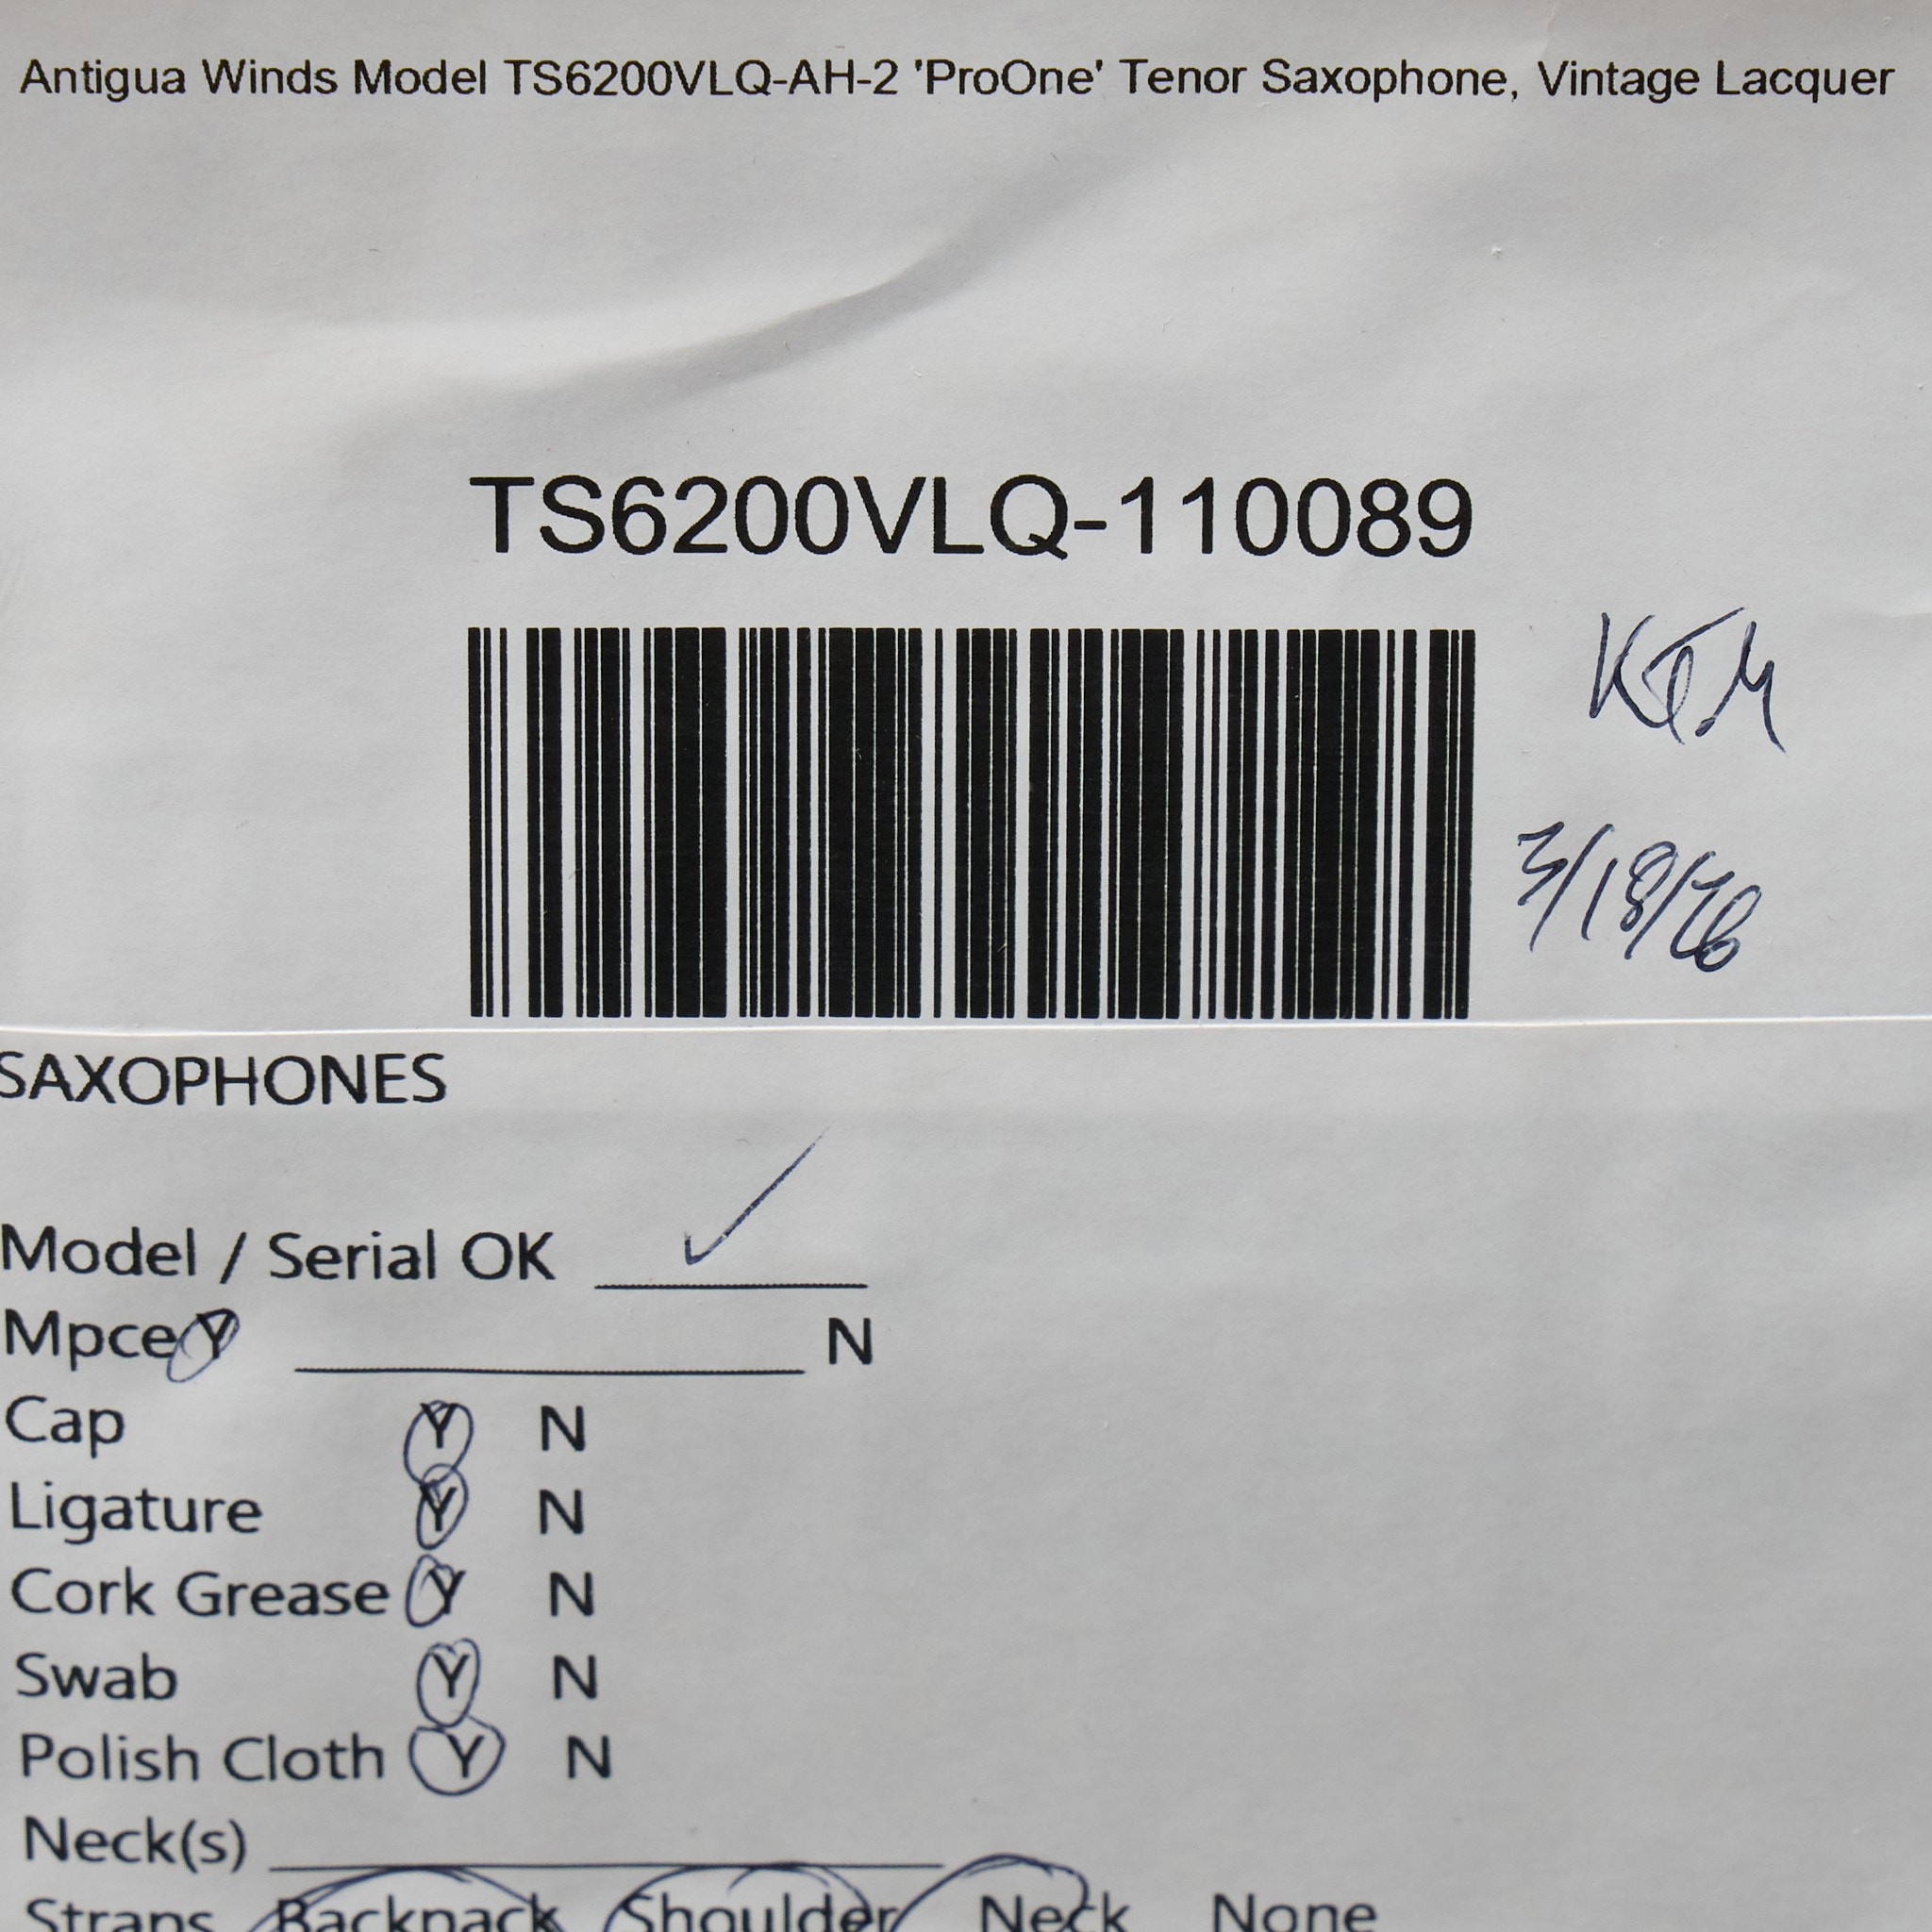 Antigua Winds Model TS6200VLQ-AH-2 'ProOne' Tenor Saxophone, Vintage Lacquer
TS6200VLQ-110089
3/18/26
SAXOPHONES
Model / Serial OK ✓
Mpce Y N
Cap Y N
Ligature Y N
Cork Grease Y N
Swab Y N
Polish Cloth Y N
Neck(s)
Straps Backpack Shoulder Neck None